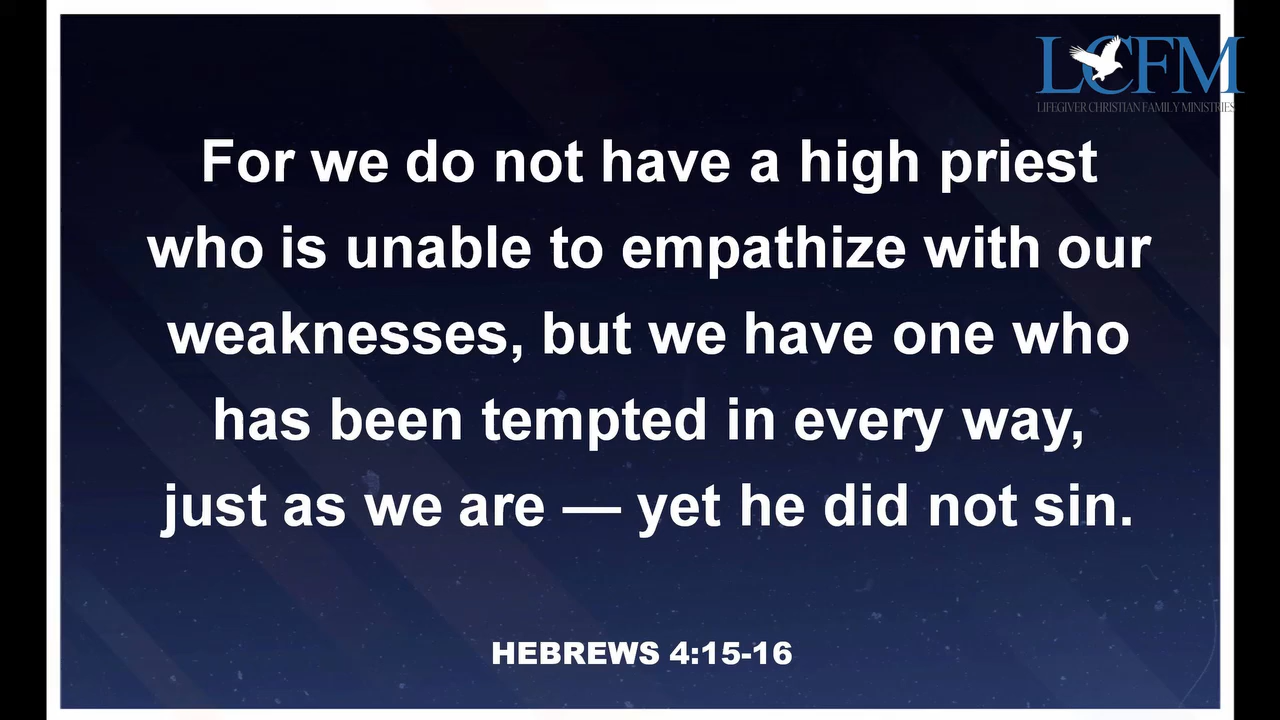 LCFM
LIFEGIVER CHRISTIAN FAMILY MINISTRIES
For we do not have a high priest
who is unable to empathize with our
weaknesses, but we have one who
has been tempted in every way,
just as we are — yet he did not sin.
HEBREWS 4:15-16